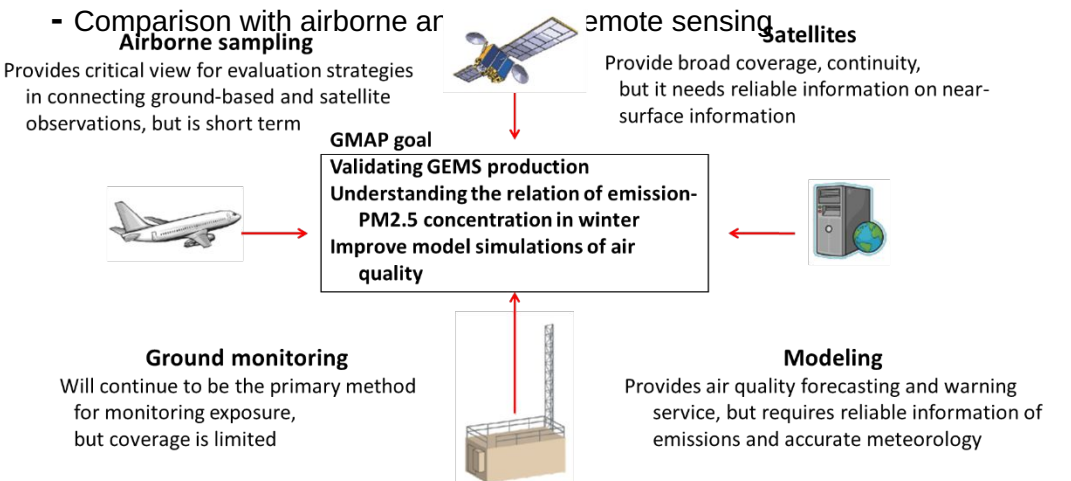 - Comparison with airborne an emote sensing
Airborne sampling
Provides critical view for evaluation strategies
in connecting ground-based and satellite
observations, but is short term
Satellites
Provide broad coverage, continuity,
but it needs reliable information on near-
surface information
GMAP goal
Validating GEMS production
Understanding the relation of emission-
PM2.5 concentration in winter
Improve model simulations of air
quality
Ground monitoring
Will continue to be the primary method
for monitoring exposure,
but coverage is limited
Modeling
Provides air quality forecasting and warning
service, but requires reliable information of
emissions and accurate meteorology